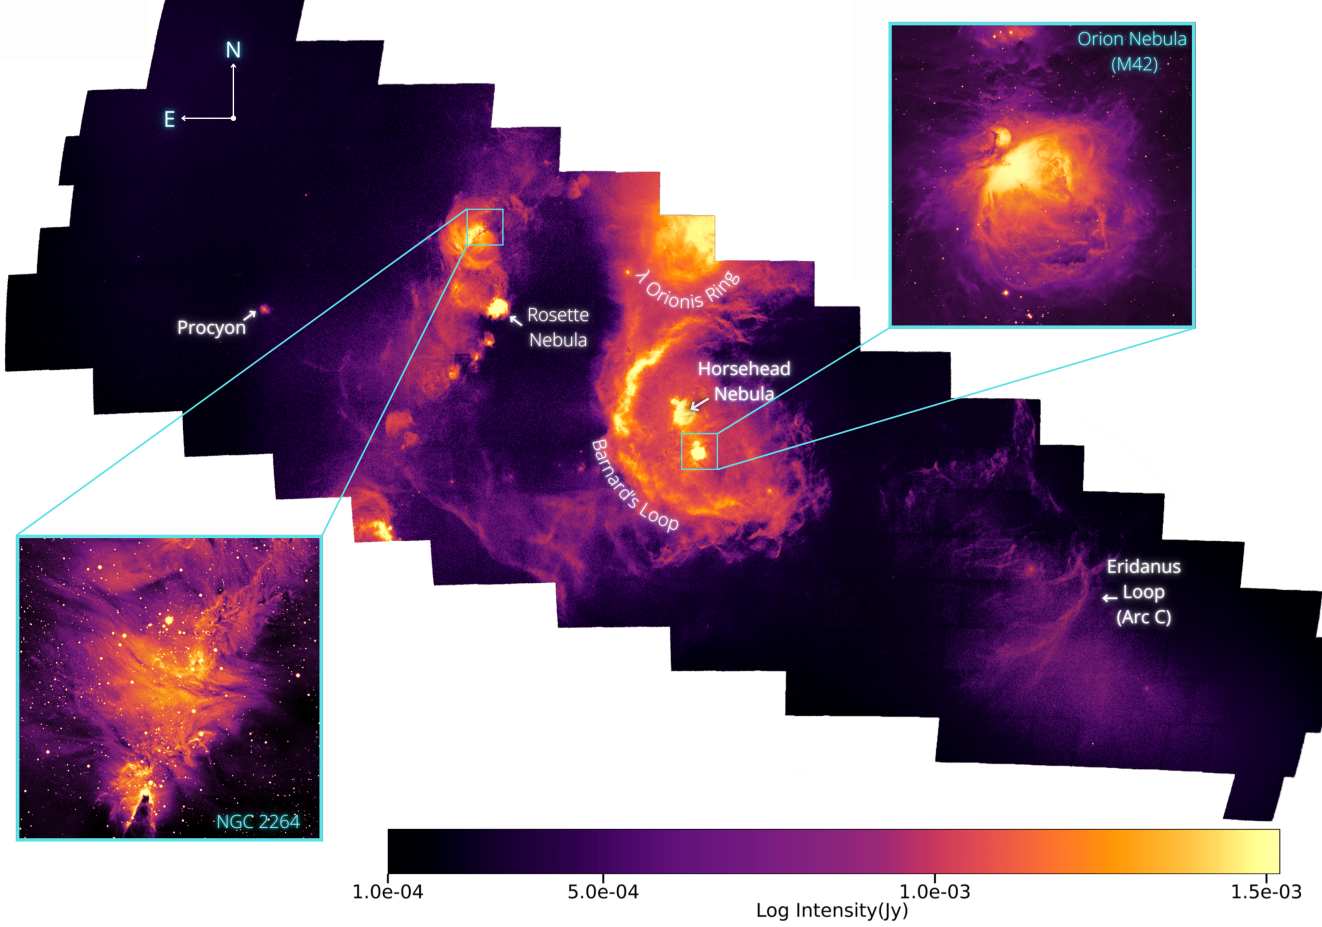 N
E
Orion Nebula
(M42)
λ Orionis Ring
Procyon
Rosette
Nebula
Horsehead
Nebula
Barnard's Loop
Eridanus
Loop
(Arc C)
NGC 2264
1.0e-04
5.0e-04
1.0e-03
1.5e-03
Log Intensity(Jy)